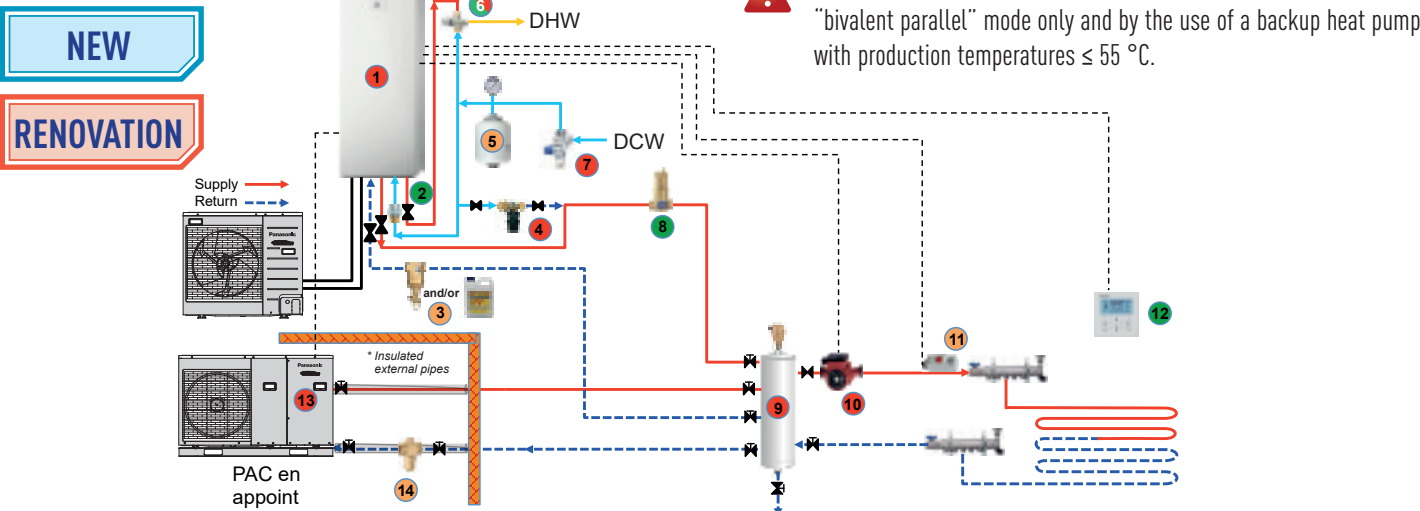 NEW
RENOVATION
"bivalent parallel" mode only and by the use of a backup heat pump
with production temperatures ≤ 55 °C.
6
DHW
1
5
7
DCW
2
4
8
Supply
Return
Panasonic
and/or
3
12
11
* Insulated
external pipes
Panasonic
13
9
10
PAC en
appoint
14